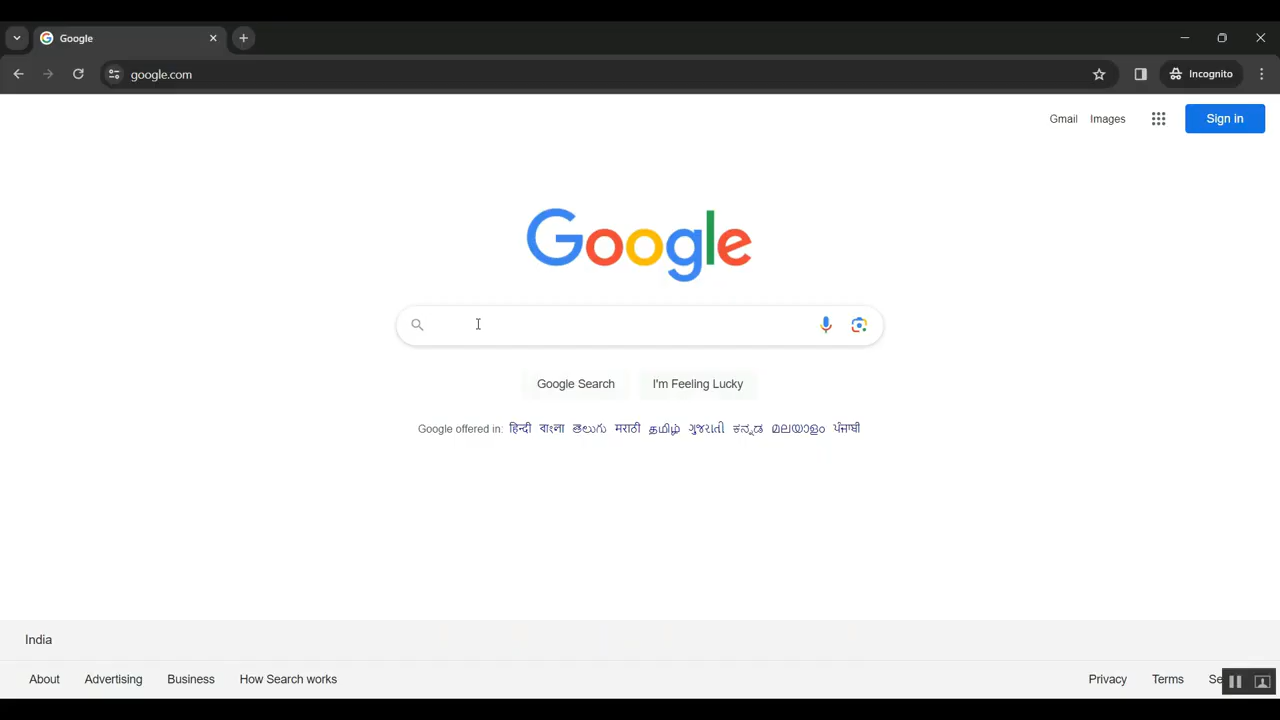 Google
google.com
Incognito
Gmail Images Sign in
Google
Google Search I'm Feeling Lucky
Google offered in: हिन्दी বাংলা తెలుగు मराठी தமிழ் ગુજરાતી ಕನ್ನಡ മലയാളം ਪੰਜਾਬੀ
India
About Advertising Business How Search works Privacy Terms